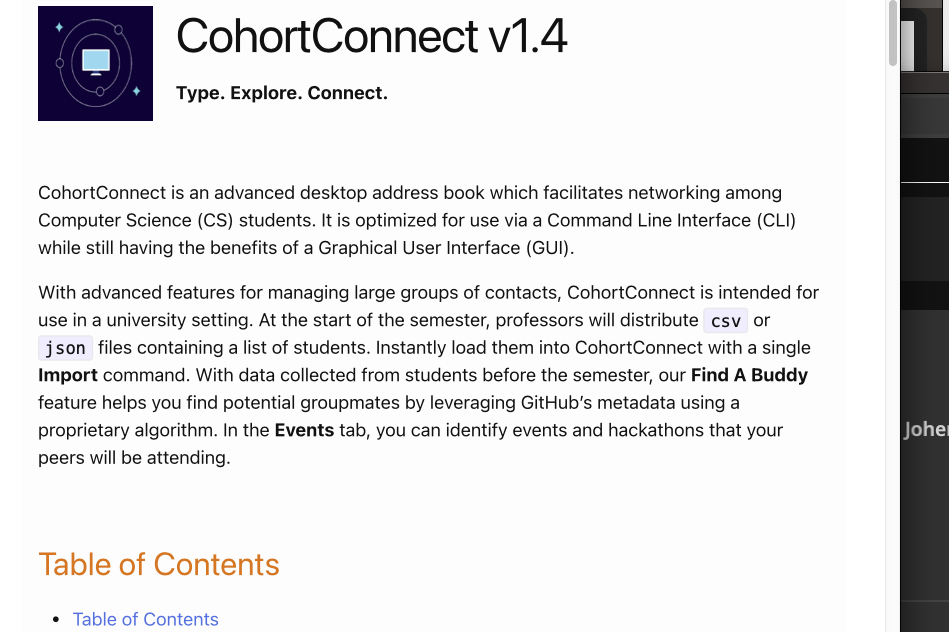 CohortConnect v1.4
Type. Explore. Connect.
CohortConnect is an advanced desktop address book which facilitates networking among
Computer Science (CS) students. It is optimized for use via a Command Line Interface (CLI)
while still having the benefits of a Graphical User Interface (GUI).
With advanced features for managing large groups of contacts, CohortConnect is intended for
use in a university setting. At the start of the semester, professors will distribute csv or
json files containing a list of students. Instantly load them into CohortConnect with a single
Import command. With data collected from students before the semester, our Find A Buddy
feature helps you find potential groupmates by leveraging GitHub’s metadata using a
proprietary algorithm. In the Events tab, you can identify events and hackathons that your
peers will be attending.
Table of Contents
• Table of Contents